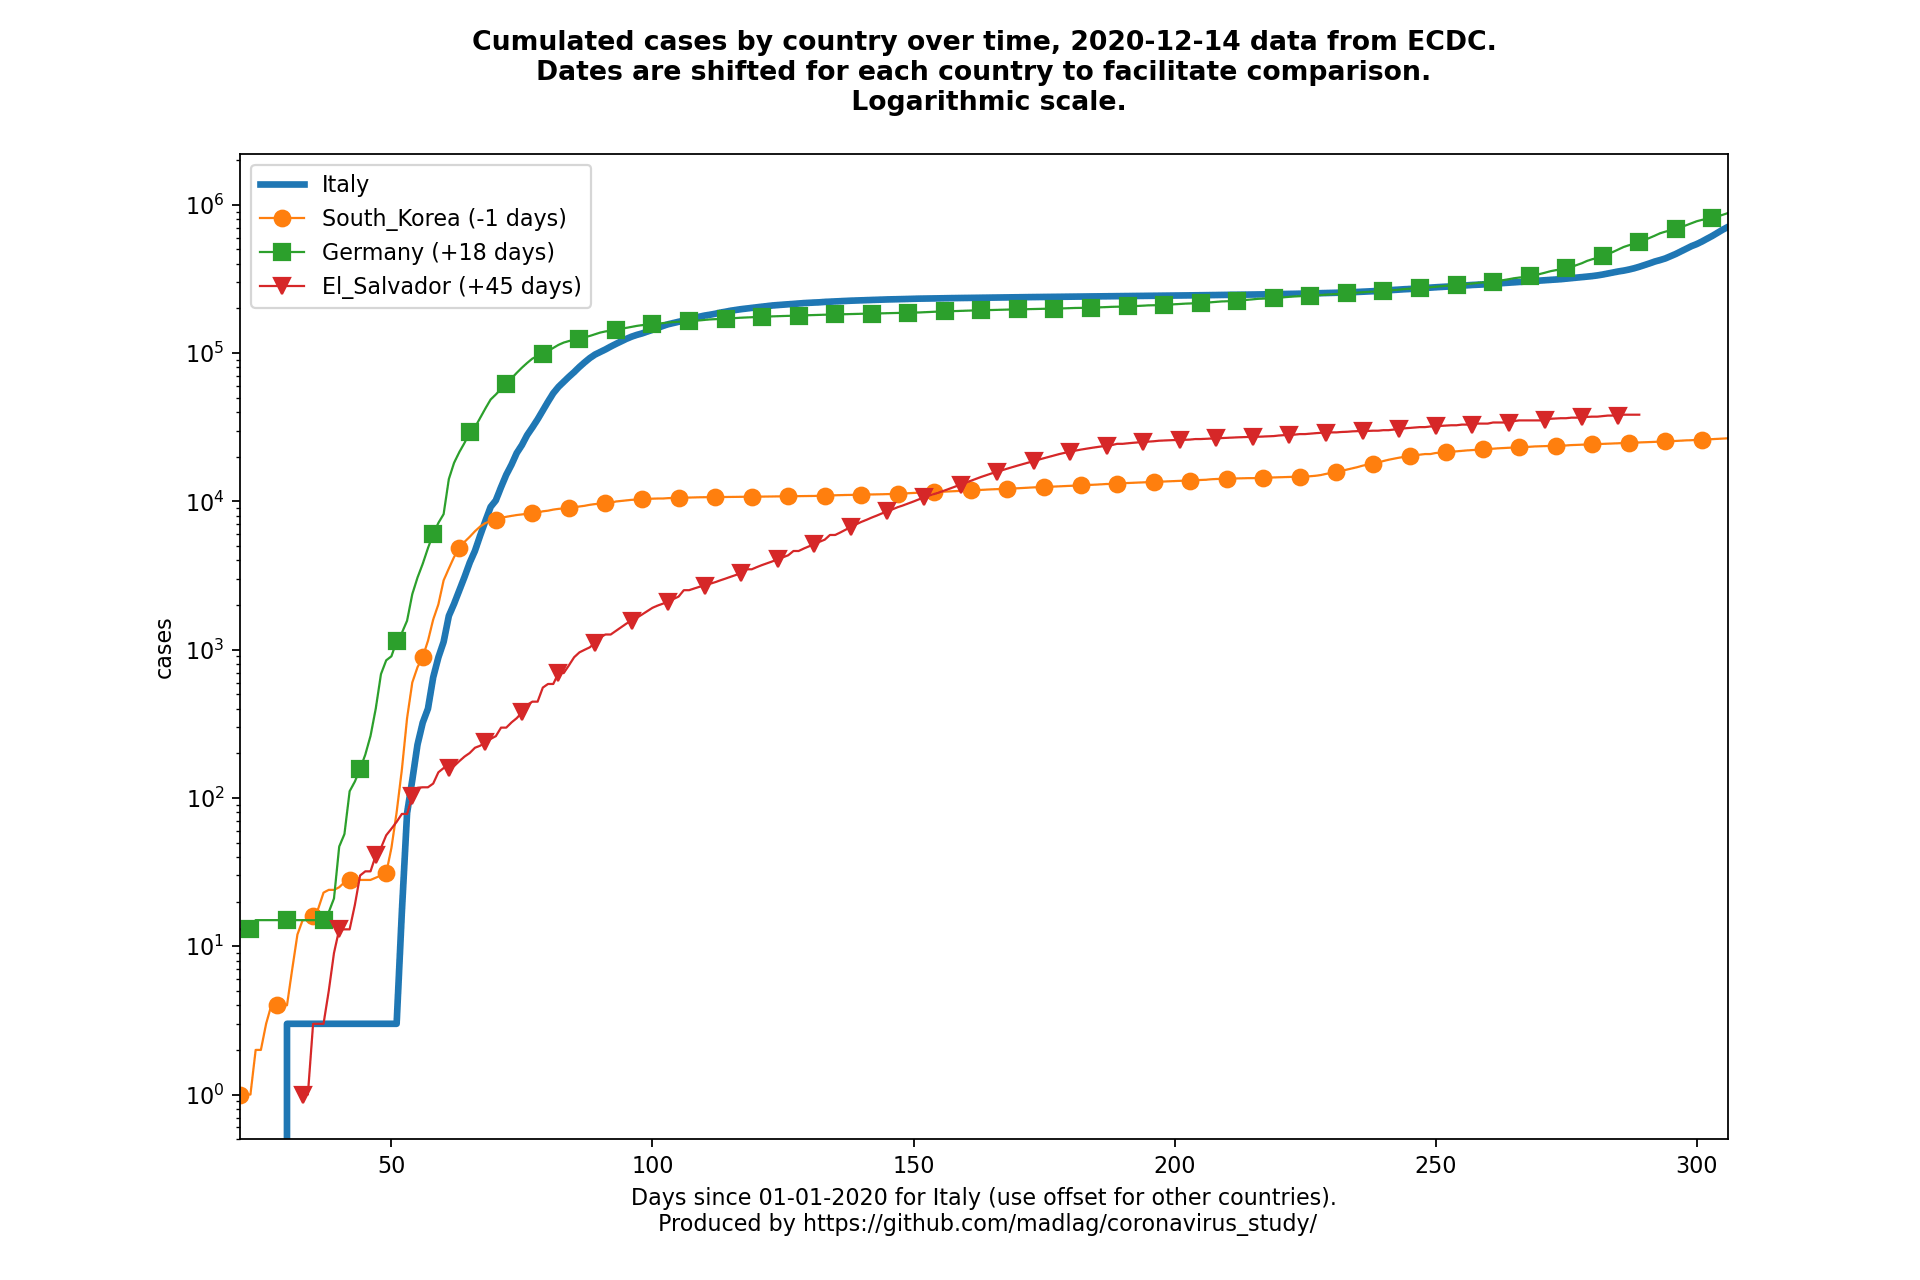 Cumulated cases by country over time, 2020-12-14 data from ECDC.
Dates are shifted for each country to facilitate comparison.
Logarithmic scale.
Italy
South_Korea (-1 days)
Germany (+18 days)
El_Salvador (+45 days)
10^6
10^5
10^4
10^3
10^2
10^1
10^0
cases
50 100 150 200 250 300
Days since 01-01-2020 for Italy (use offset for other countries).
Produced by https://github.com/madlag/coronavirus_study/